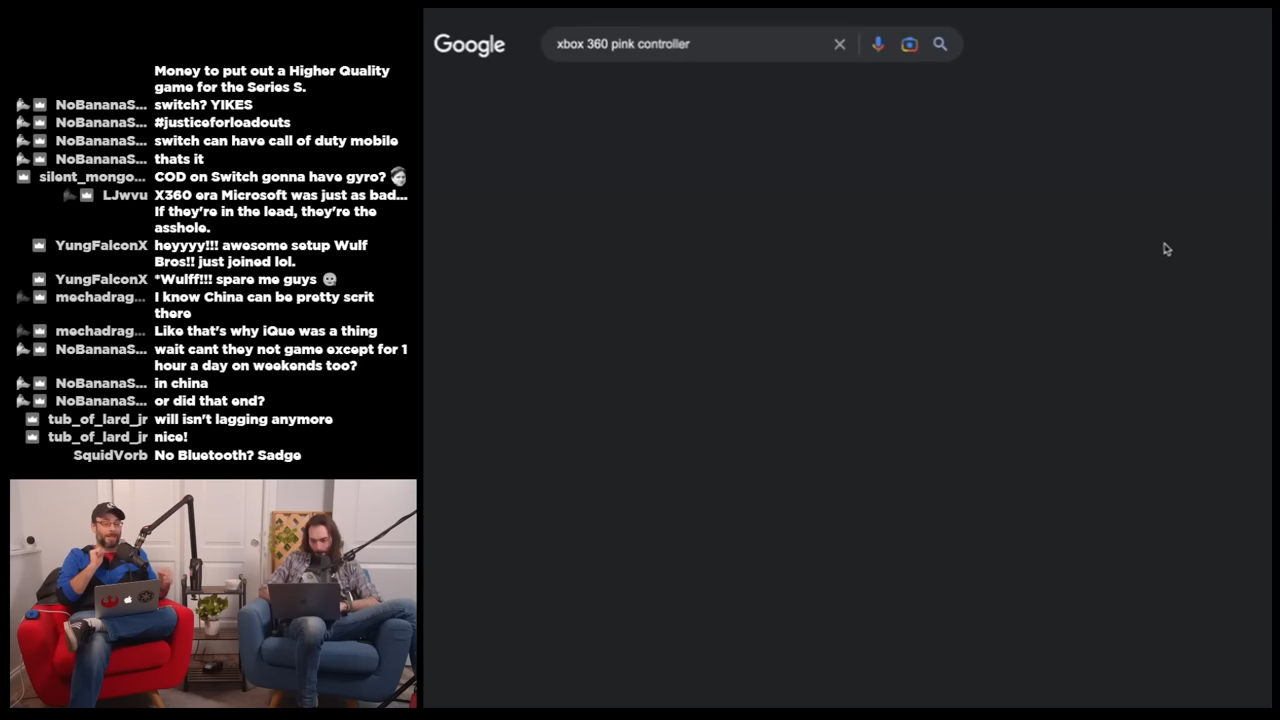 Google
xbox 360 pink controller
Money to put out a Higher Quality
game for the Series S.
NoBananaS... switch? YIKES
NoBananaS... #justiceforloadouts
NoBananaS... switch can have call of duty mobile
NoBananaS... thats it
silent_mongo... COD on Switch gonna have gyro?
LJwvu X360 era Microsoft was just as bad...
If they're in the lead, they're the
asshole.
YungFalconX heyyyy!!! awesome setup Wulf
Bros!! just joined lol.
YungFalconX *Wulff!!! spare me guys
mechadrag... I know China can be pretty scrit
there
mechadrag... Like that's why iQue was a thing
NoBananaS... wait cant they not game except for 1
hour a day on weekends too?
NoBananaS... in china
NoBananaS... or did that end?
tub_of_lard_jr will isn't lagging anymore
tub_of_lard_jr nice!
SquidVorb No Bluetooth? Sadge